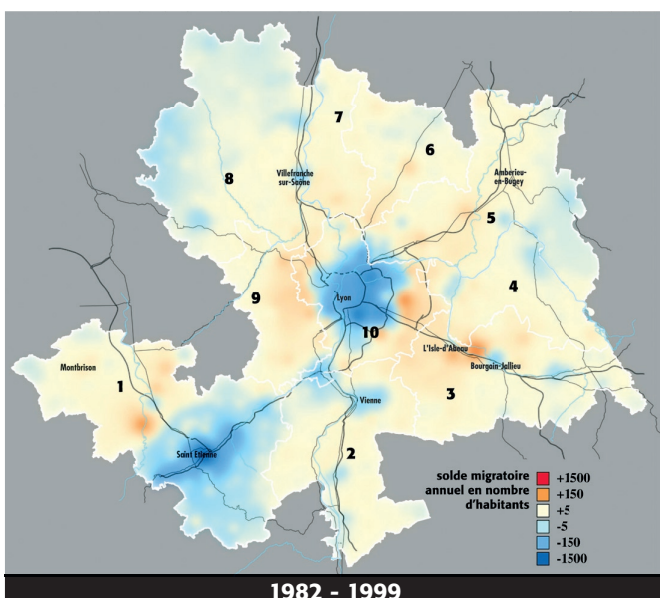 7
6
8
Villefranche
sur-Saône
Amberieu-
en-Bugey
5
4
9
Lyon
10
L'Isle-d'Abeau
Bourgoin-Jallieu
Montbrison
1
3
Vienne
Saint Etienne
2
solde migratoire
annuel en nombre
d'habitants
+1500
+150
+5
-5
-150
-1500
1982 - 1999